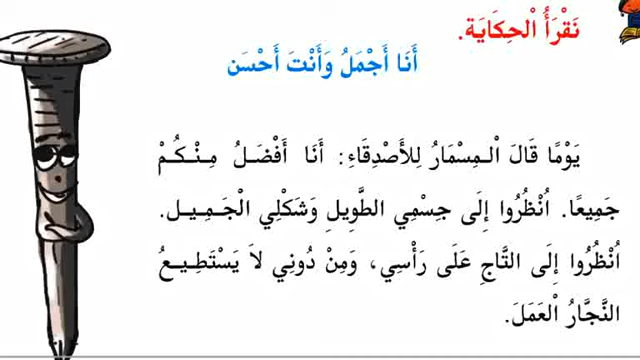 نَقْرَأُ الْحِكَايَة.
أَنَا أَجْمَلُ وَأَنْتَ أَحْسَن
يَوْمًا قَالَ الْمِسْمَارُ لِلأَصْدِقَاءِ: أَنَا أَفْضَلُ مِنْكُمْ
جَمِيعًا. اُنْظُرُوا إِلَى جِسْمِي الطَّوِيلِ وَشَكْلِي الْجَمِيل.
اُنْظُرُوا إِلَى التَّاجِ عَلَى رَأْسِي، وَمِنْ دُونِي لاَ يَسْتَطِيعُ
النَّجَّارُ الْعَمَلَ.